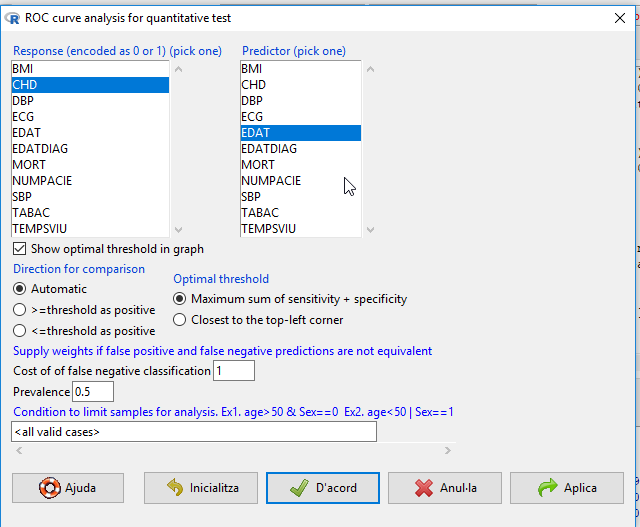 ROC curve analysis for quantitative test
Response (encoded as 0 or 1) (pick one)
BMI
CHD
DBP
ECG
EDAT
EDATDIAG
MORT
NUMPACIE
SBP
TABAC
TEMPSVIU
Predictor (pick one)
BMI
CHD
DBP
ECG
EDAT
EDATDIAG
MORT
NUMPACIE
SBP
TABAC
TEMPSVIU
Show optimal threshold in graph
Direction for comparison
Automatic
>=threshold as positive
<=threshold as positive
Optimal threshold
Maximum sum of sensitivity + specificity
Closest to the top-left corner
Supply weights if false positive and false negative predictions are not equivalent
Cost of of false negative classification 1
Prevalence 0.5
Condition to limit samples for analysis. Ex1. age>50 & Sex==0 Ex2. age<50 | Sex==1
<all valid cases>
Ajuda Inicialitza D'acord Anul·la Aplica